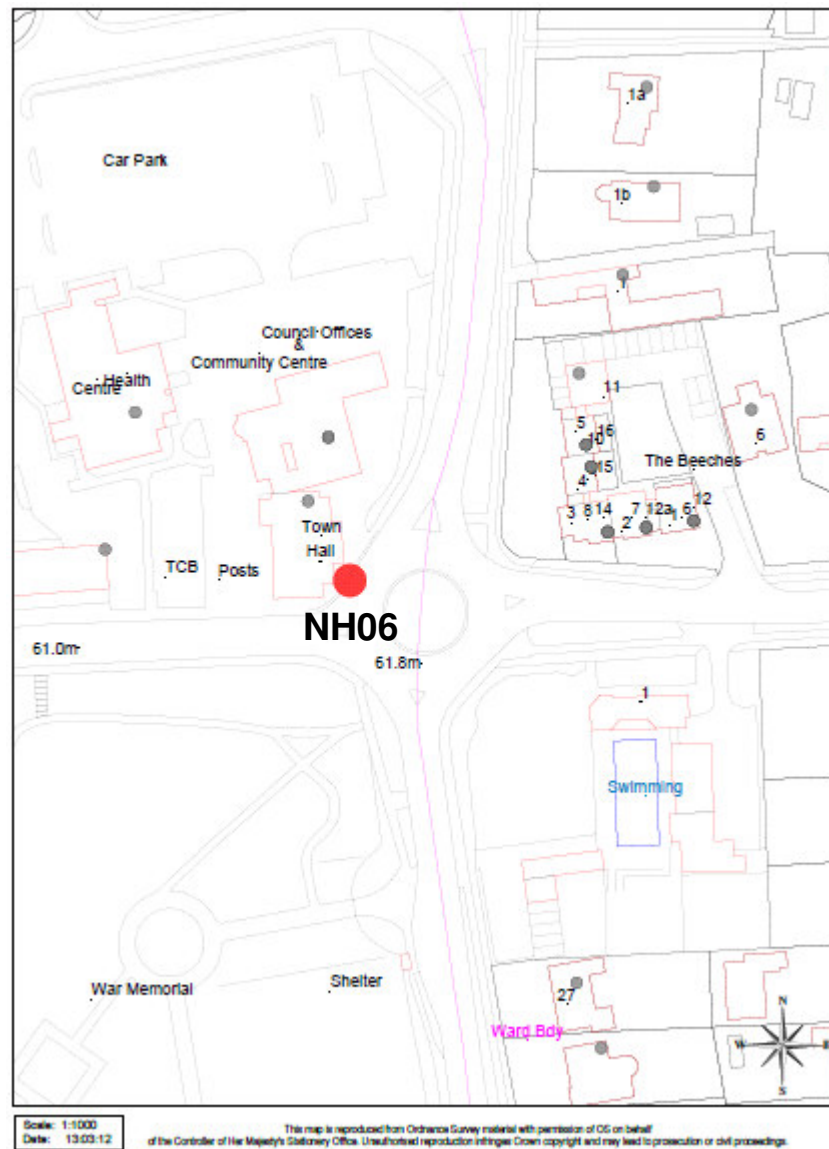 1a
Car Park
1b
1
Council Offices
&
Community Centre
Health
Centre
11
5
16
10
6
The Beeches
15
4
12
3 8 14
7 12a 6
2 1
Town
Hall
TCB
Posts
NH06
61.0m
61.8m
1
Swimming
War Memorial
Shelter
27
Ward Bdy
N
W E
S
Scale: 1:1000
Date: 13:03:12
This map is reproduced from Ordnance Survey material with permission of OS on behalf
of the Controller of Her Majesty's Stationery Office. Unauthorised reproduction infringes Crown copyright and may lead to prosecution or civil proceedings.